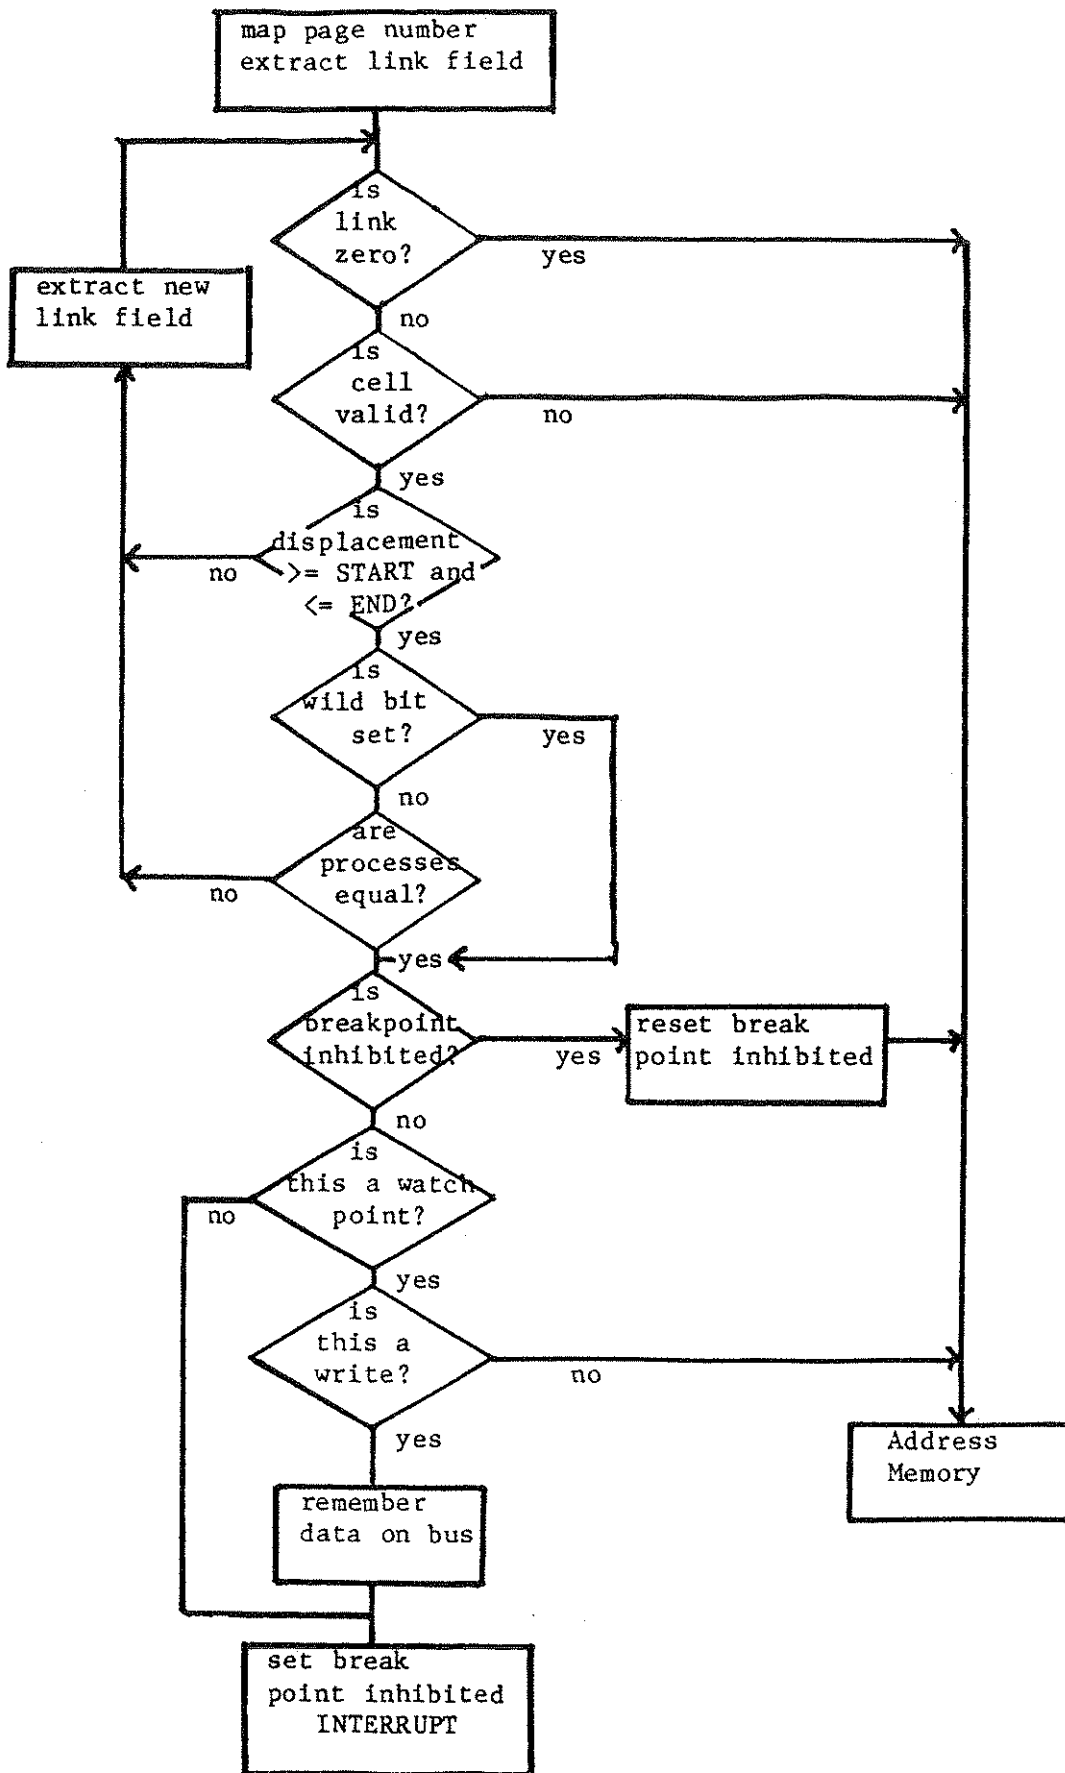 map page number
extract link field
is
link
zero?
yes
extract new
link field
no
is
cell
valid?
no
yes
is
displacement
>= START and
<= END?
no
yes
is
wild bit
set?
yes
no
are
processes
equal?
no
yes
is
breakpoint
inhibited?
yes
reset break
point inhibited
no
is
this a watch
point?
no
yes
is
this a
write?
no
yes
Address
Memory
remember
data on bus
set break
point inhibited
INTERRUPT